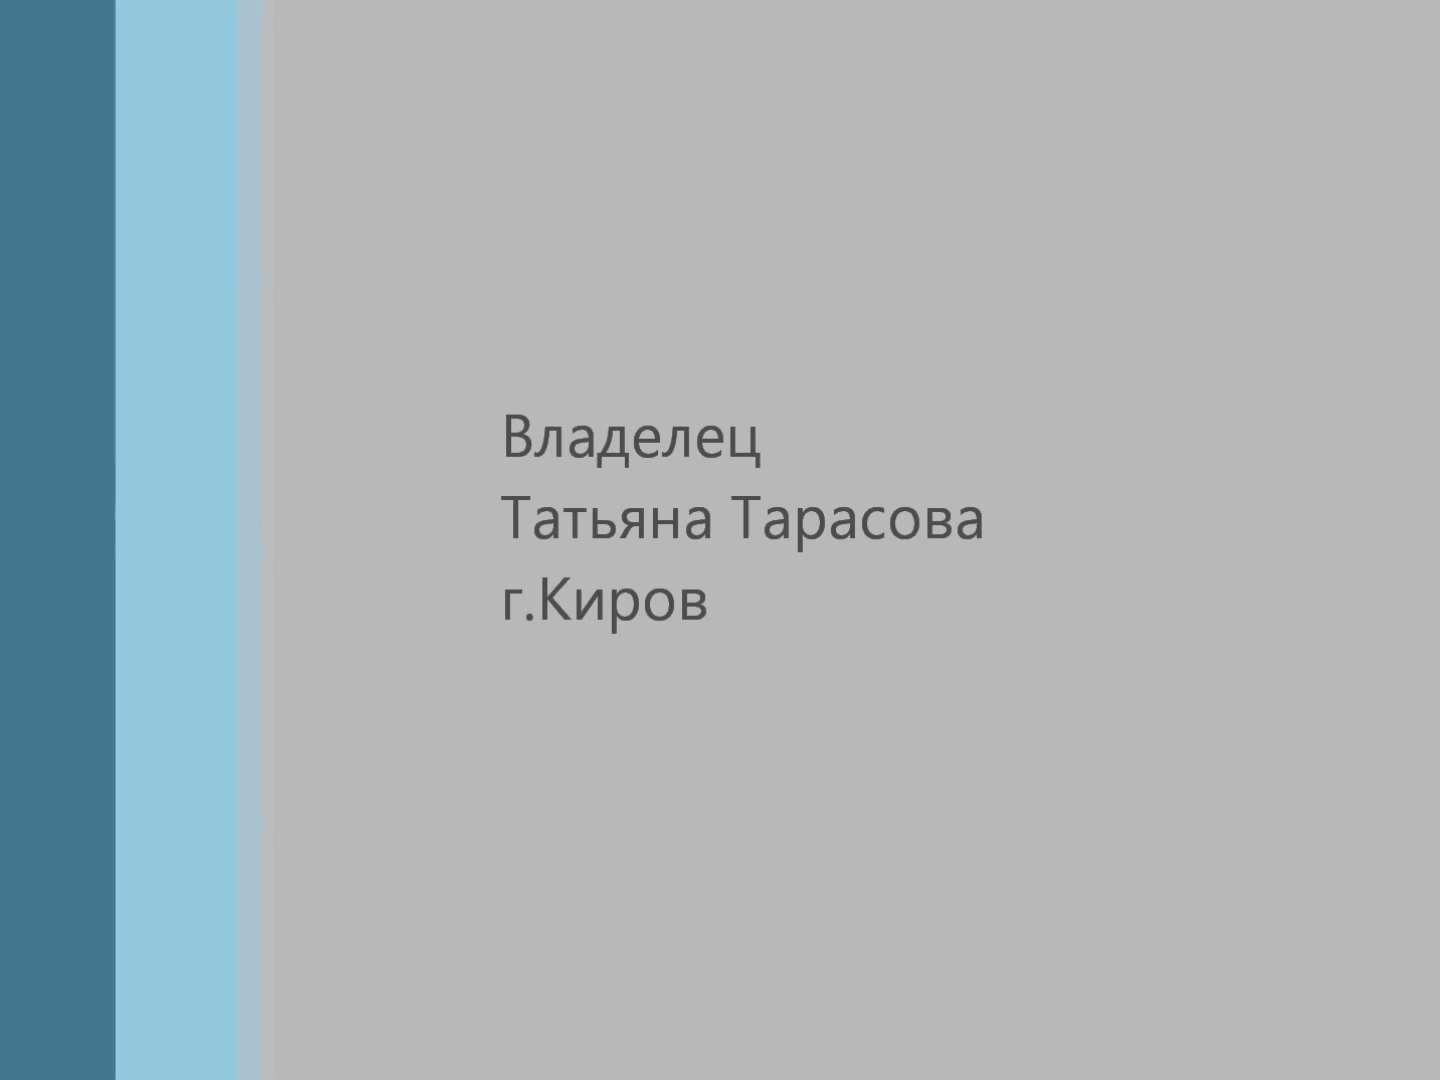 Владелец
Татьяна Тарасова
г.Киров